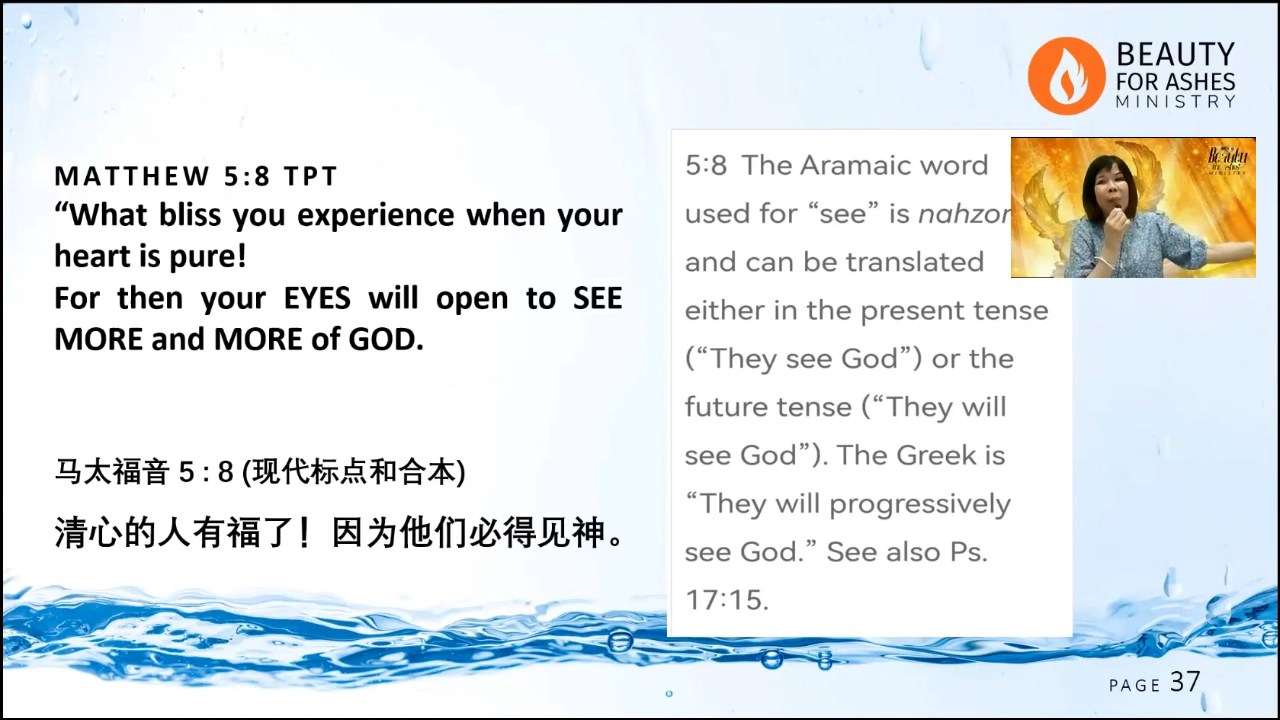 BEAUTY
FOR ASHES
MINISTRY
MATTHEW 5:8 TPT
“What bliss you experience when your
heart is pure!
For then your EYES will open to SEE
MORE and MORE of GOD.
马太福音 5 : 8 (现代标点和合本)
清心的人有福了！因为他们必得见神。
5:8 The Aramaic word
used for “see” is
and can be translated
either in the present tense
(“They see God”) or the
future tense (“They will
see God”). The Greek is
“They will progressively
see God.” See also Ps.
17:15.
Beauty
MINISTRY
PAGE 37